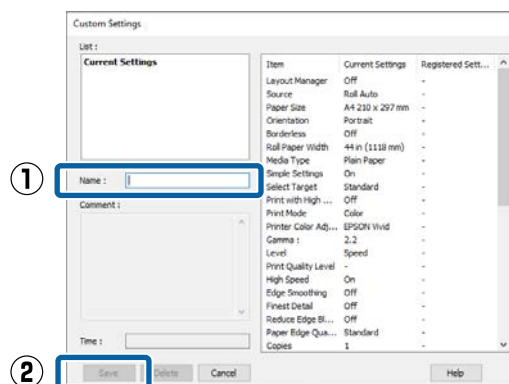 Custom Settings
List :
Current Settings
Item Current Settings Registered Sett...
Layout Manager Off -
Source Roll Auto -
Paper Size A4 210 x 297 mm -
Orientation Portrait -
Borderless Off -
Roll Paper Width 44 in (1118 mm) -
Media Type Plain Paper -
Simple Settings On -
Select Target Standard -
Print with High ... Off -
Print Mode Color -
Printer Color Adj... EPSON Vivid -
Gamma : 2.2 -
Level Speed -
Print Quality Level - -
High Speed On -
Edge Smoothing Off -
Finest Detail Off -
Reduce Edge Bl... Off -
Paper Edge Qua... Standard -
Copies 1 -
① Name :
Comment :
Time :
② Save Delete Cancel Help